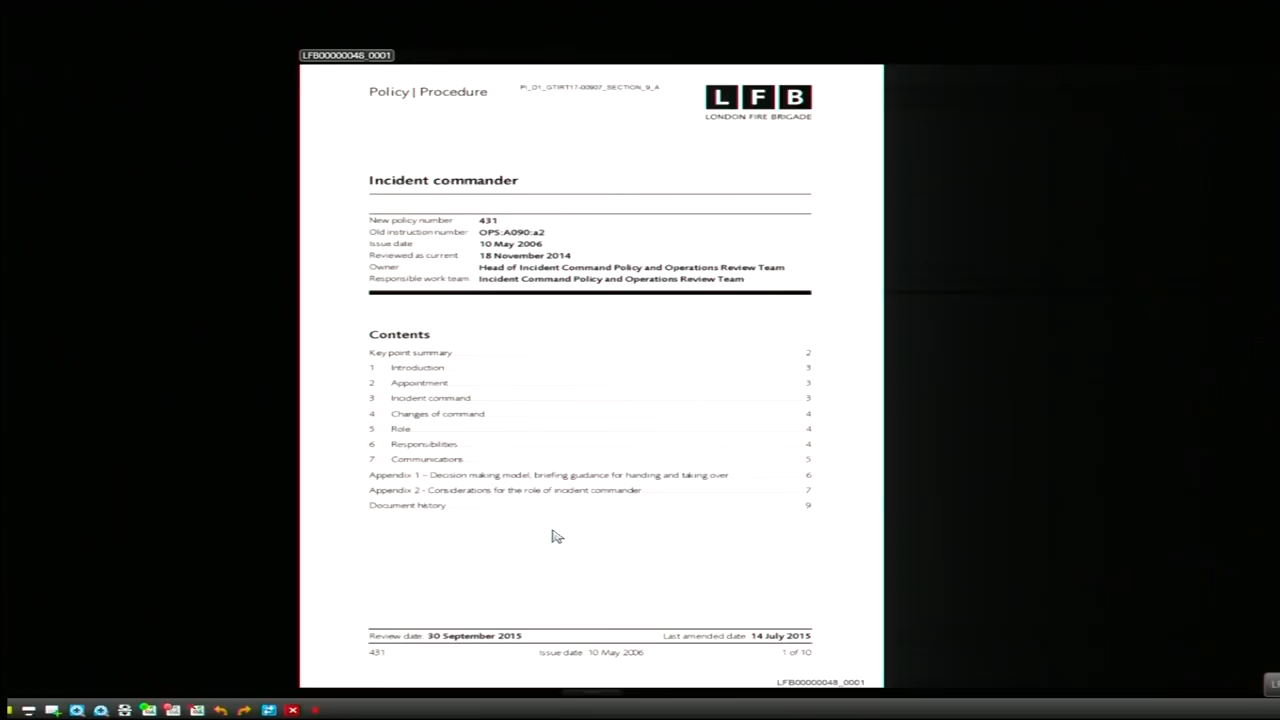 LFB00000048_0001
Policy | Procedure
PI_D1_GTIRT17-00907_SECTION_9_A
LFB
LONDON FIRE BRIGADE
Incident commander
New policy number 431
Old instruction number OPS:A090:a2
Issue date 10 May 2006
Reviewed as current 18 November 2014
Owner Head of Incident Command Policy and Operations Review Team
Responsible work team Incident Command Policy and Operations Review Team
Contents
Key point summary 2
1 Introduction 3
2 Appointment 3
3 Incident command 3
4 Changes of command 4
5 Role 4
6 Responsibilities 4
7 Communications 5
Appendix 1 – Decision making model, briefing guidance for handing and taking over 6
Appendix 2 - Considerations for the role of incident commander 7
Document history 9
Review date 30 September 2015 Last amended date 14 July 2015
431 Issue date 10 May 2006 1 of 10
LFB00000048_0001